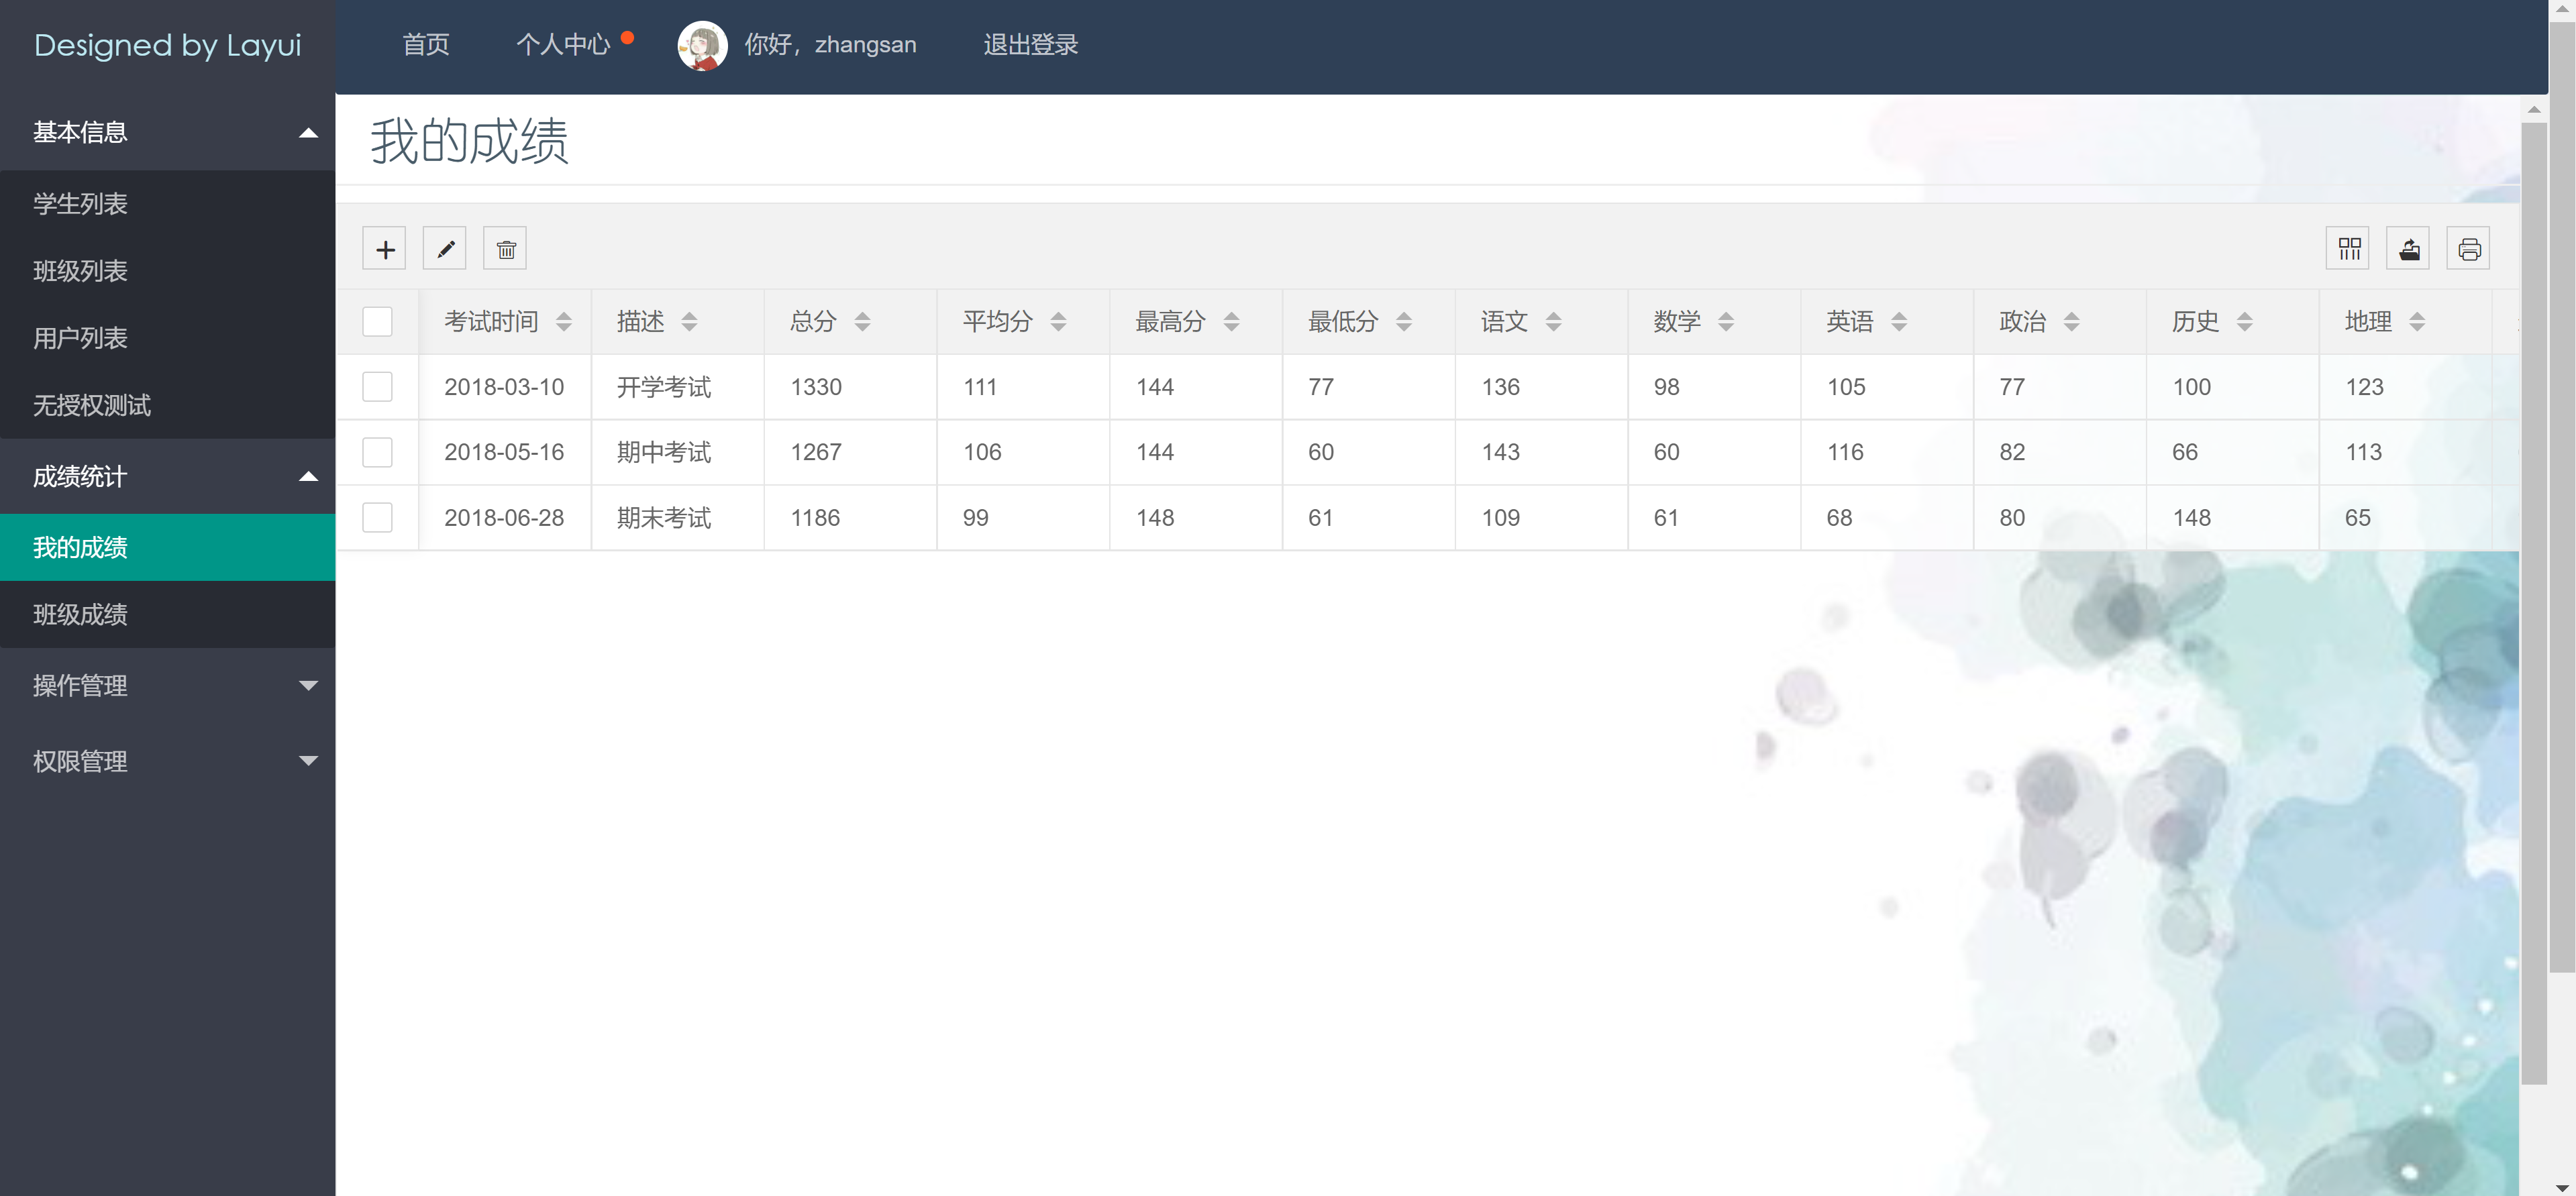 Designed by Layui
首页 个人中心 你好，zhangsan 退出登录
基本信息
学生列表
班级列表
用户列表
无授权测试
成绩统计
我的成绩
班级成绩
操作管理
权限管理
我的成绩
考试时间 描述 总分 平均分 最高分 最低分 语文 数学 英语 政治 历史 地理
2018-03-10 开学考试 1330 111 144 77 136 98 105 77 100 123
2018-05-16 期中考试 1267 106 144 60 143 60 116 82 66 113
2018-06-28 期末考试 1186 99 148 61 109 61 68 80 148 65